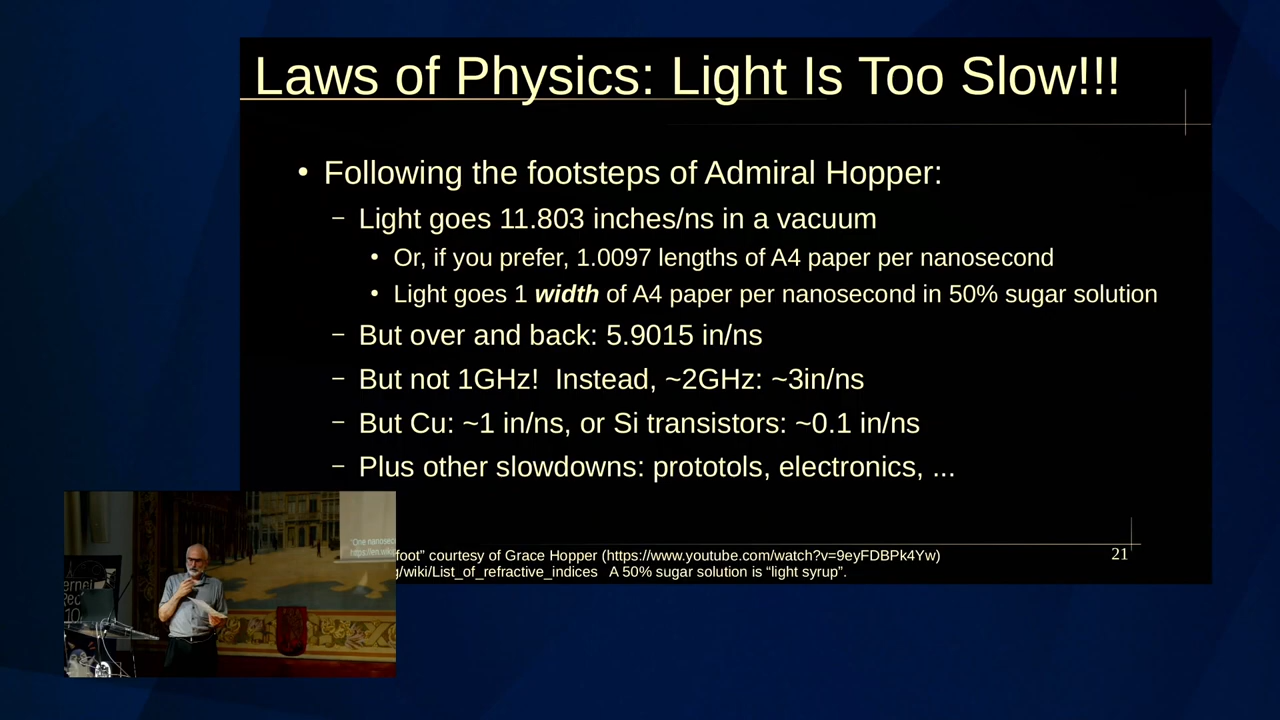 Laws of Physics: Light Is Too Slow!!!
• Following the footsteps of Admiral Hopper:
– Light goes 11.803 inches/ns in a vacuum
• Or, if you prefer, 1.0097 lengths of A4 paper per nanosecond
• Light goes 1 width of A4 paper per nanosecond in 50% sugar solution
– But over and back: 5.9015 in/ns
– But not 1GHz!  Instead, ~2GHz: ~3in/ns
– But Cu: ~1 in/ns, or Si transistors: ~0.1 in/ns
– Plus other slowdowns: prototols, electronics, ...
"One nanosec
https://en.wiki
foot” courtesy of Grace Hopper (https://www.youtube.com/watch?v=9eyFDBPk4Yw)
/wiki/List_of_refractive_indices   A 50% sugar solution is “light syrup”.
21